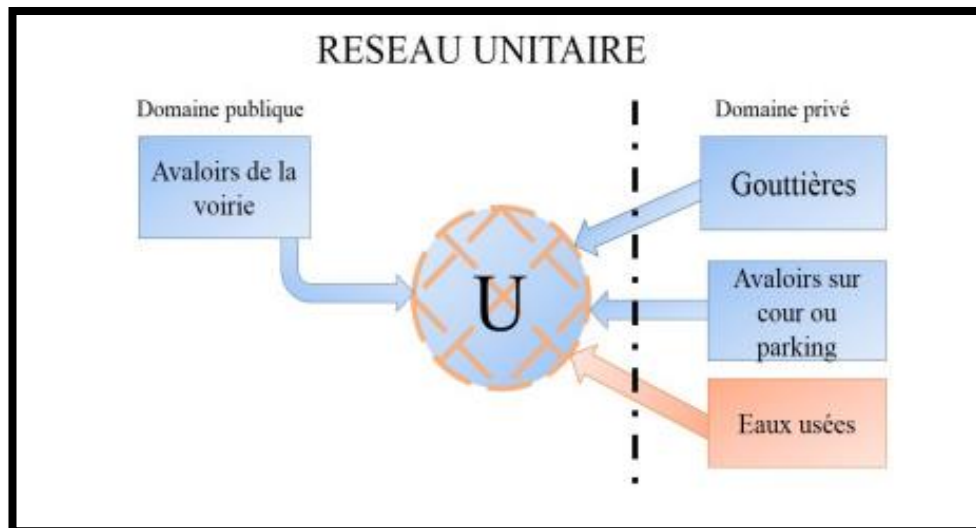 RESEAU UNITAIRE
Domaine publique
Avaloirs de la
voirie
U
Domaine privé
Gouttières
Avaloirs sur
cour ou
parking
Eaux usées